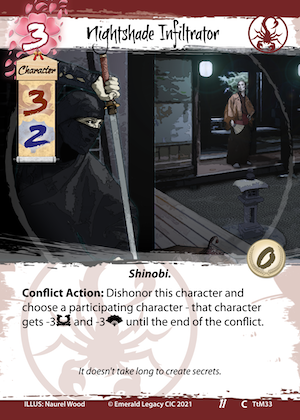 3 Nightshade Infiltrator
Character
3
2
Shinobi.
Conflict Action: Dishonor this character and
choose a participating character - that character
gets -3 and -3 until the end of the conflict.
It doesn't take long to create secrets.
ILLUS: Naurel Wood © Emerald Legacy CIC 2021 C TtM33